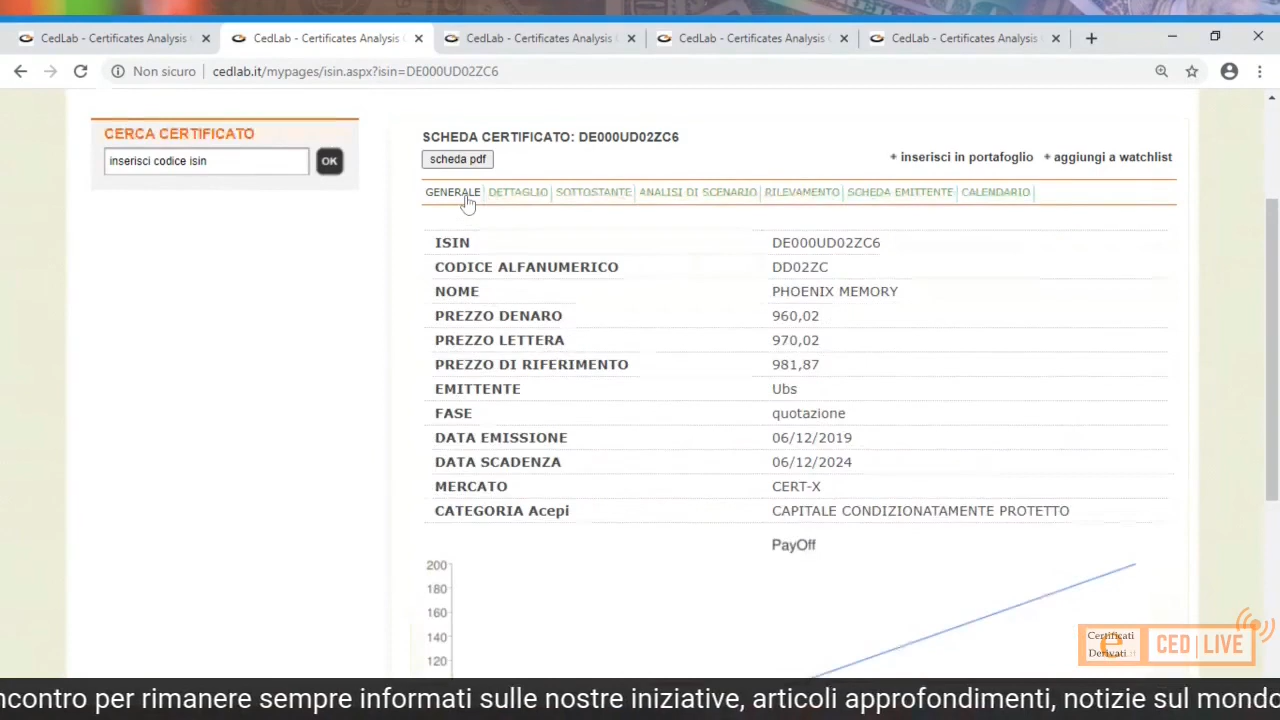 CedLab - Certificates Analysis
CedLab - Certificates Analysis
CedLab - Certificates Analysis
CedLab - Certificates Analysis
CedLab - Certificates Analysis
Non sicuro
cedlab.it/mypages/isin.aspx?isin=DE000UD02ZC6
CERCA CERTIFICATO
inserisci codice isin
OK
SCHEDA CERTIFICATO: DE000UD02ZC6
scheda pdf
+ inserisci in portafoglio + aggiungi a watchlist
GENERALE DETTAGLIO SOTTOSTANTE ANALISI DI SCENARIO RILEVAMENTO SCHEDA EMITTENTE CALENDARIO
ISIN DE000UD02ZC6
CODICE ALFANUMERICO DD02ZC
NOME PHOENIX MEMORY
PREZZO DENARO 960,02
PREZZO LETTERA 970,02
PREZZO DI RIFERIMENTO 981,87
EMITTENTE Ubs
FASE quotazione
DATA EMISSIONE 06/12/2019
DATA SCADENZA 06/12/2024
MERCATO CERT-X
CATEGORIA Acepi CAPITALE CONDIZIONATAMENTE PROTETTO
PayOff
200
180
160
140
120
Certificati
e
Derivati.it
CED|LIVE
ncontro per rimanere sempre informati sulle nostre iniziative, articoli approfondimenti, notizie sul mondo